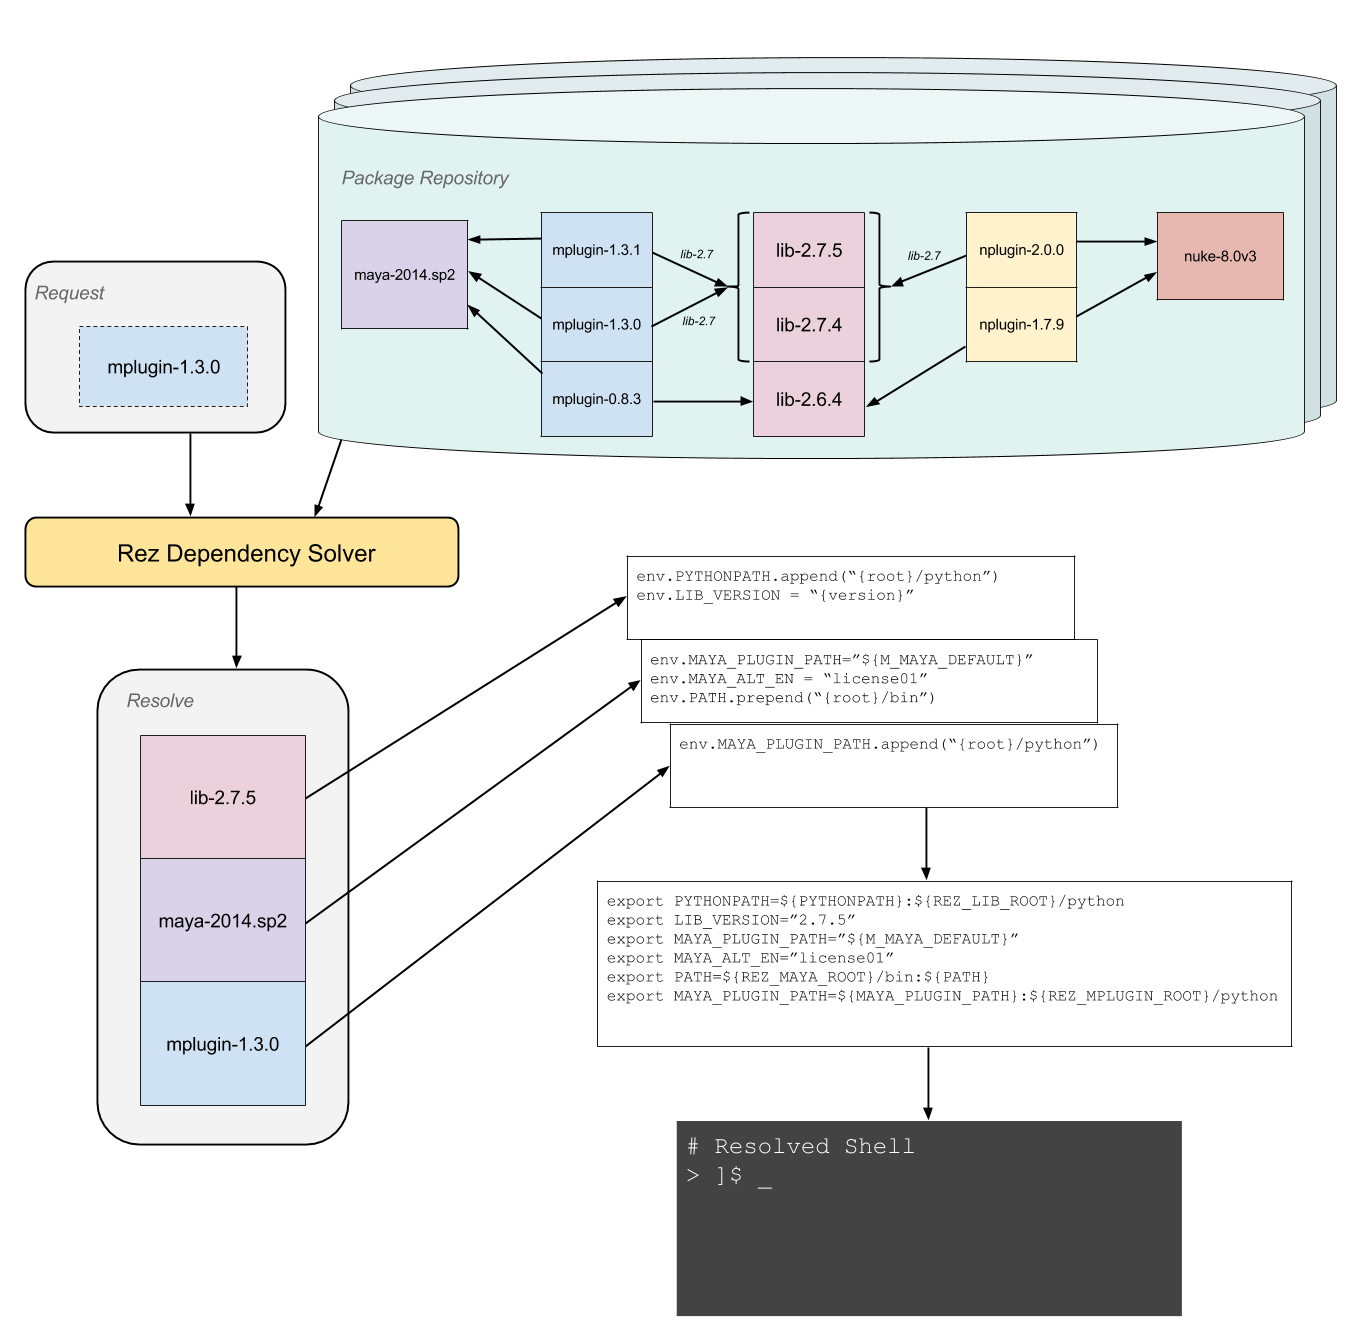 Package Repository
maya-2014.sp2
mplugin-1.3.1
mplugin-1.3.0
mplugin-0.8.3
lib-2.7
lib-2.7
lib-2.7.5
lib-2.7.4
lib-2.6.4
lib-2.7
nplugin-2.0.0
nplugin-1.7.9
nuke-8.0v3
Request
mplugin-1.3.0
Rez Dependency Solver
Resolve
lib-2.7.5
maya-2014.sp2
mplugin-1.3.0
env.PYTHONPATH.append(“{root}/python”)
env.LIB_VERSION = “{version}”
env.MAYA_PLUGIN_PATH=”${M_MAYA_DEFAULT}”
env.MAYA_ALT_EN = “license01”
env.PATH.prepend(“{root}/bin”)
env.MAYA_PLUGIN_PATH.append(“{root}/python”)
export PYTHONPATH=${PYTHONPATH}:${REZ_LIB_ROOT}/python
export LIB_VERSION=”2.7.5”
export MAYA_PLUGIN_PATH=”${M_MAYA_DEFAULT}”
export MAYA_ALT_EN=”license01”
export PATH=${REZ_MAYA_ROOT}/bin:${PATH}
export MAYA_PLUGIN_PATH=${MAYA_PLUGIN_PATH}:${REZ_MPLUGIN_ROOT}/python
# Resolved Shell
> ]$ _